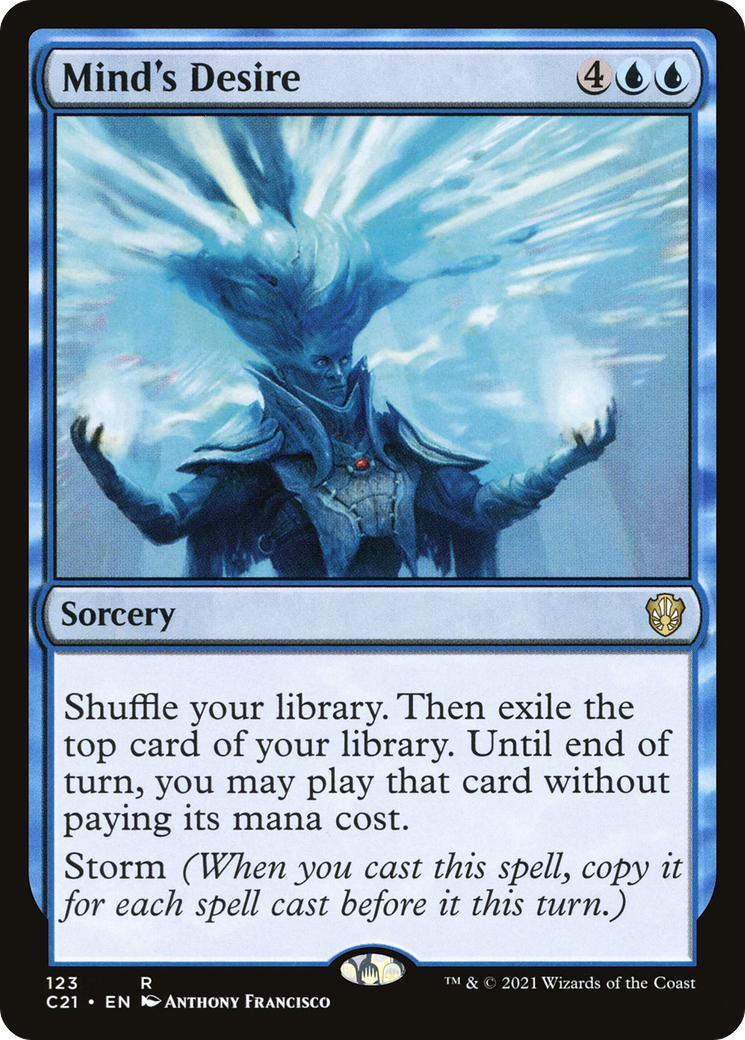 Mind's Desire 4
Sorcery
Shuffle your library. Then exile the
top card of your library. Until end of
turn, you may play that card without
paying its mana cost.
Storm (When you cast this spell, copy it
for each spell cast before it this turn.)
123 R
C21 • EN Anthony Francisco
™ & © 2021 Wizards of the Coast